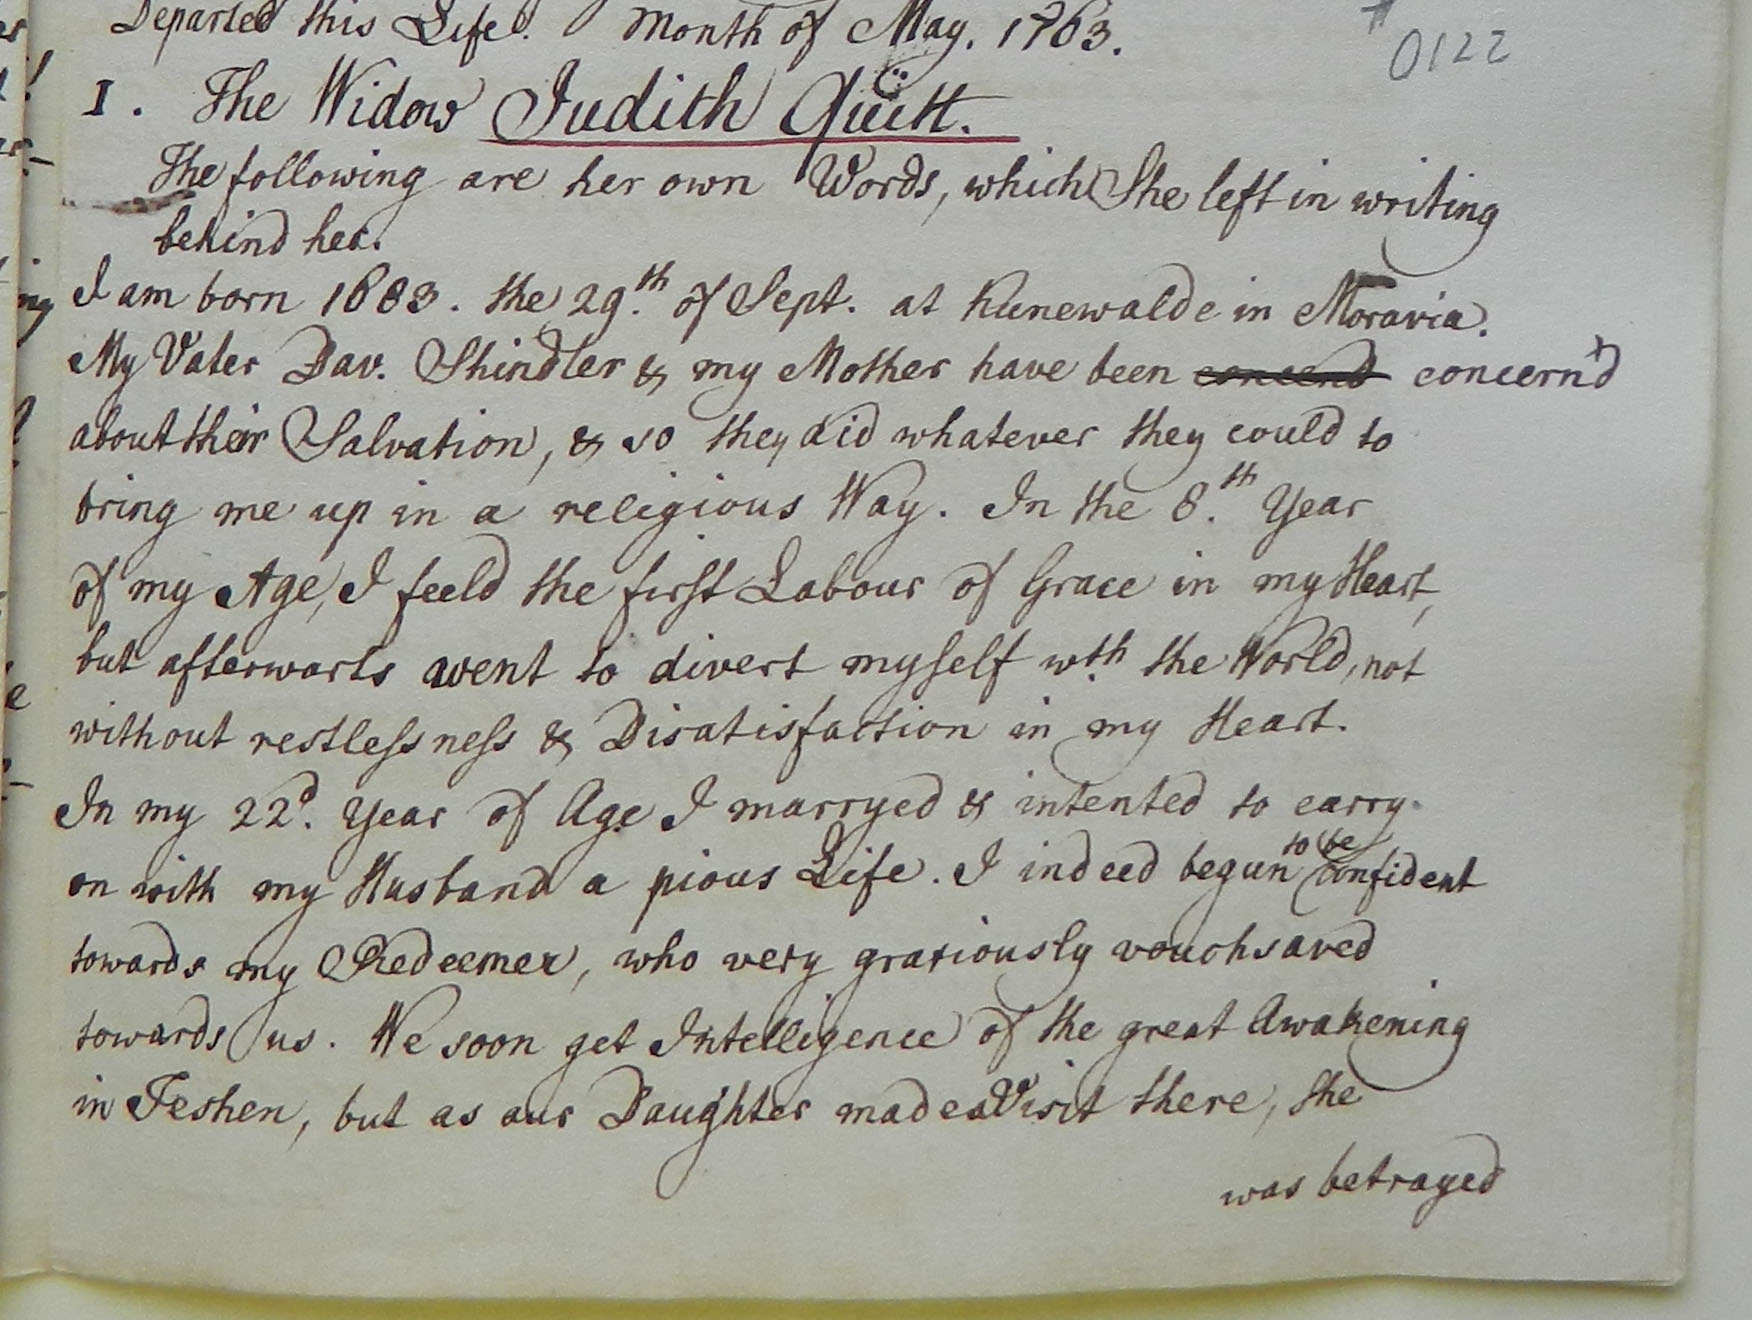 Departed this Life. Month of May. 1763.
0122
I. The Widow Judith Quitt.
The following are her own Words, which She left in writing
behind her.
I am born 1683. the 29.th of Sept. at Kunewalde in Moravia.
My Vater Dav. Shindler & my Mother have been concend concern'd
about their Salvation, & so they did whatever they could to
bring me up in a religious Way. In the 8.th Year
of my Age, I feeld the first Labour of Grace in my Heart,
but afterwarts went to divert myself wth. the World, not
without restlessness & Disatisfaction in my Heart.
In my 22d. Year of Age I marryed & intented to carry
on with my Husband a pious Life. I indeed begun to be confident
towards my Redeemer, who very gratiously vouchsaved
towards us. We soon get Intelligence of the great Awakening
in Teshen, but as our Daughter made a Visit there, she
was betrayed